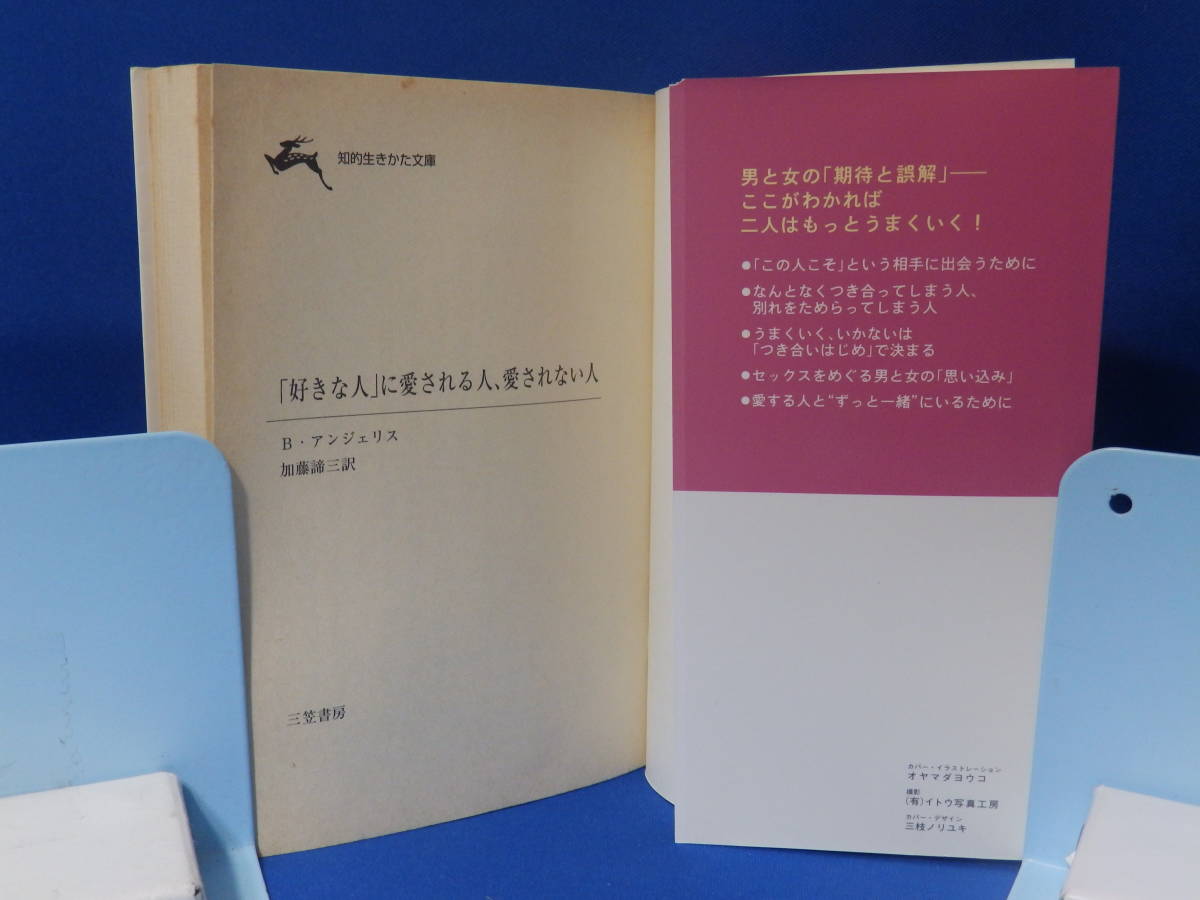 知的生きかた文庫
「好きな人」に愛される人、愛されない人
B・アンジェリス
加藤諦三訳
三笠書房
男と女の「期待と誤解」──
ここがわかれば
二人はもっとうまくいく！
●「この人こそ」という相手に出会うために
●なんとなくつき合ってしまう人、
別れをためらってしまう人
●うまくいく、いかないは
「つき合いはじめ」で決まる
●セックスをめぐる男と女の「思い込み」
●愛する人と“ずっと一緒”にいるために
カバー・イラストレーション
オヤマダヨウコ
撮影
(有)イトウ写真工房
カバー・デザイン
三枝ノリユキ